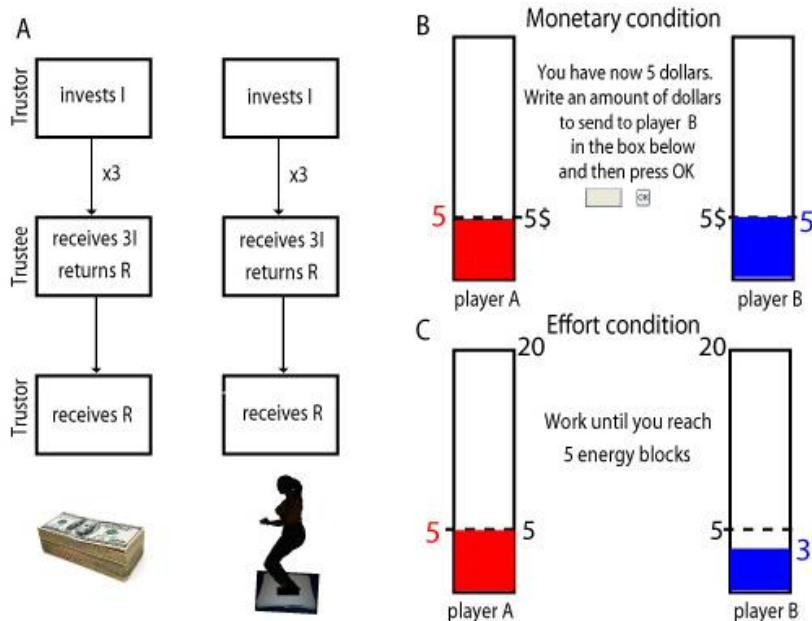 A
Trustor
invests I
invests I
x3
x3
Trustee
receives 3I
returns R
receives 3I
returns R
Trustor
receives R
receives R
B
Monetary condition
You have now 5 dollars.
Write an amount of dollars
to send to player B
in the box below
and then press OK
OK
5
5$
5$
5
player A
player B
C
Effort condition
20
20
Work until you reach
5 energy blocks
5
5
5
3
player A
player B